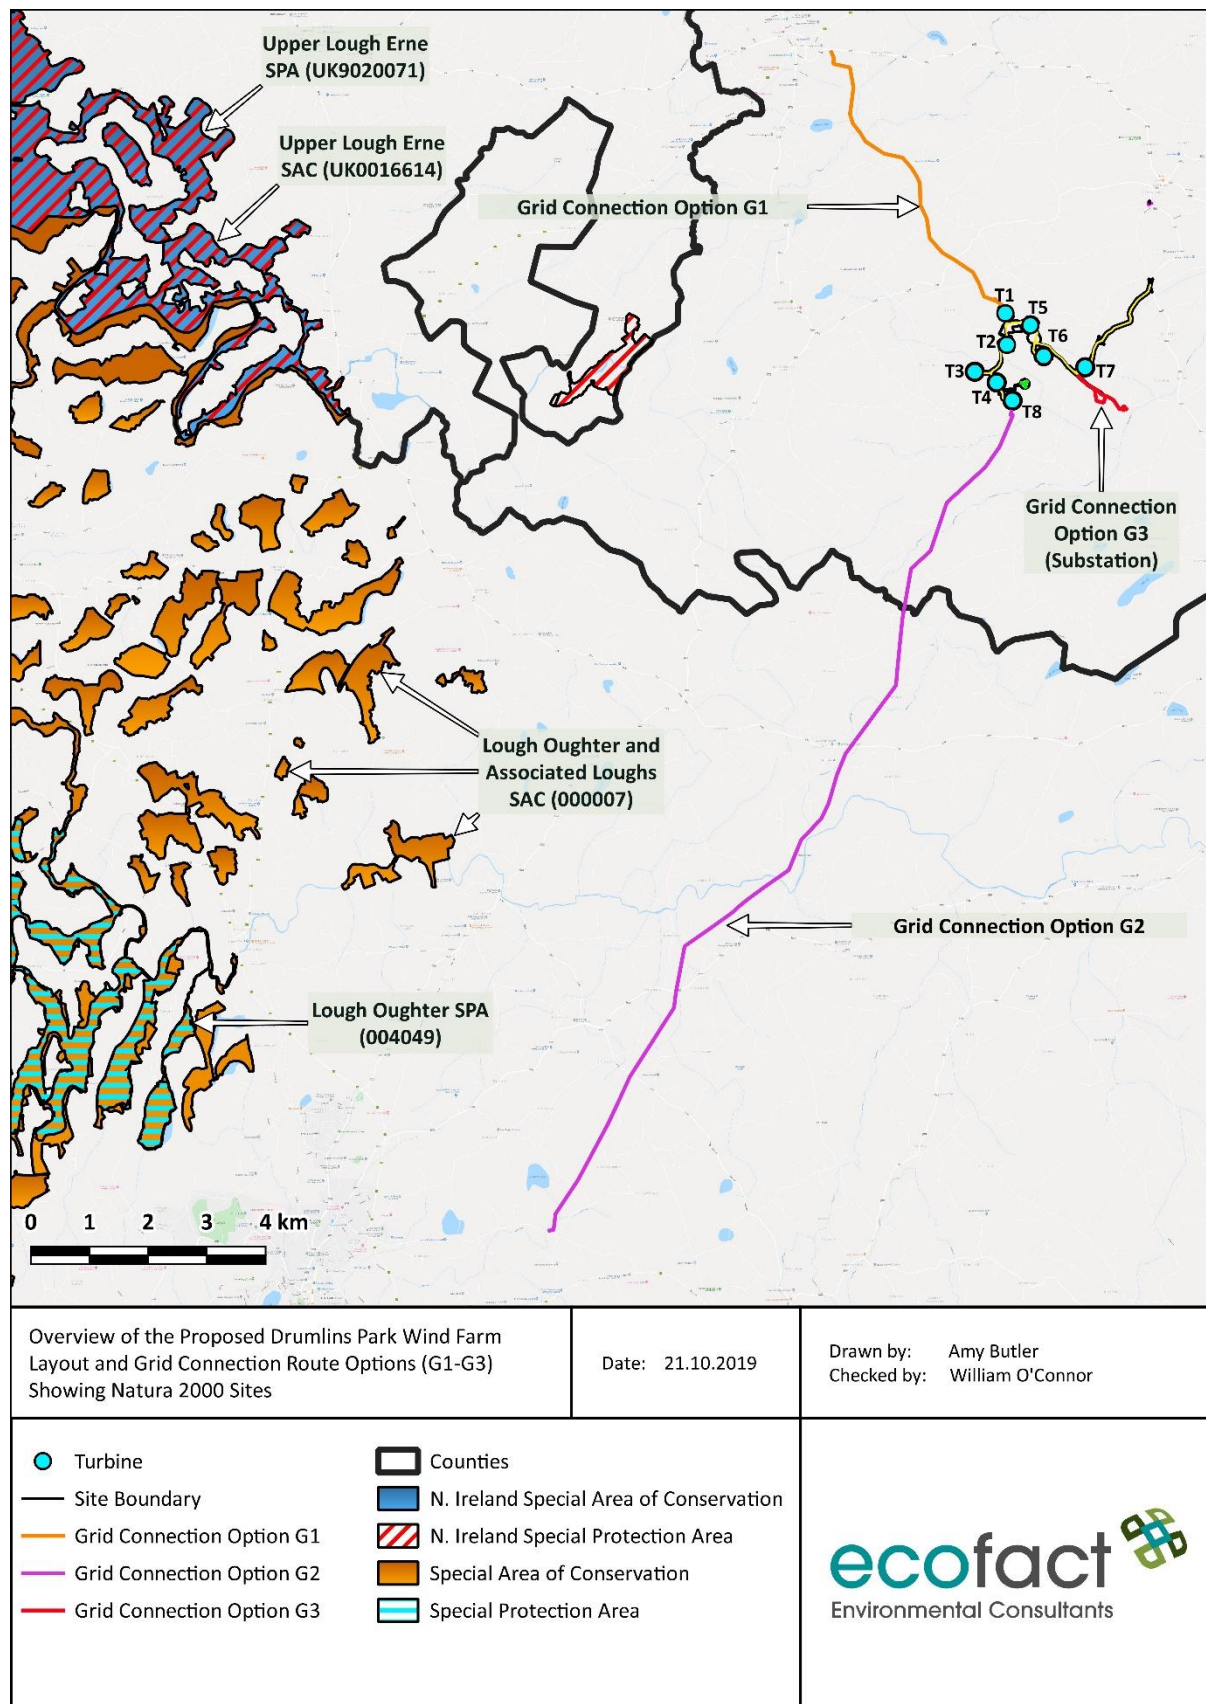 Upper Lough Erne
SPA (UK9020071)
Upper Lough Erne
SAC (UK0016614)
Grid Connection Option G1
T1
T5
T2
T6
T3
T7
T4
T8
Grid Connection
Option G3
(Substation)
Lough Oughter and
Associated Loughs
SAC (000007)
Grid Connection Option G2
Lough Oughter SPA
(004049)
0 1 2 3 4 km
Overview of the Proposed Drumlins Park Wind Farm
Layout and Grid Connection Route Options (G1-G3)
Showing Natura 2000 Sites
Date: 21.10.2019
Drawn by: Amy Butler
Checked by: William O'Connor
Turbine
Site Boundary
Grid Connection Option G1
Grid Connection Option G2
Grid Connection Option G3
Counties
N. Ireland Special Area of Conservation
N. Ireland Special Protection Area
Special Area of Conservation
Special Protection Area
ecofact
Environmental Consultants